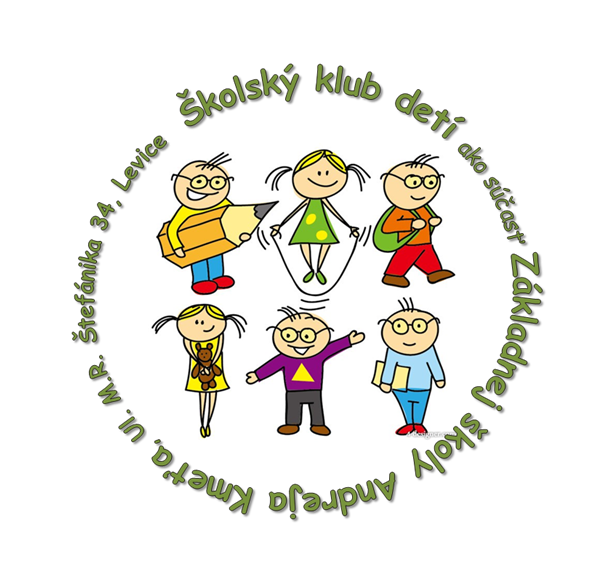 Školský klub detí ako súčasť Základnej školy Andreja Kmeťa, Ul. M.R. Štefánika 34, Levice